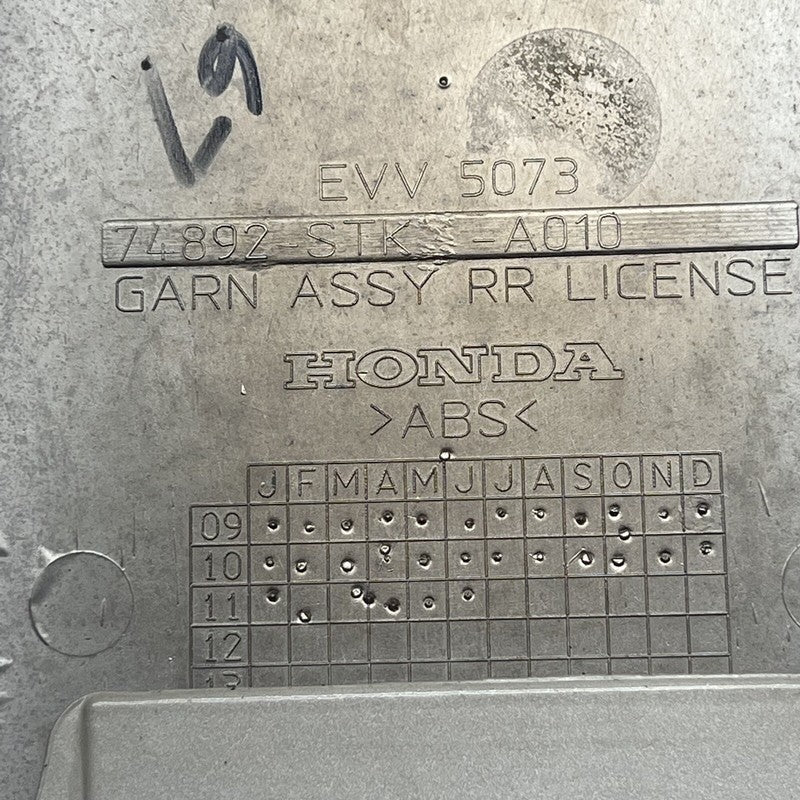 EVV 5073
74892-STK -A010
GARN ASSY RR LICENSE
HONDA
>ABS<
J F M A M J J A S O N D
09
10
11
12